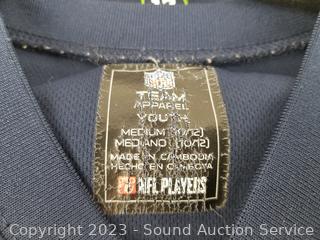 NFL
TEAM
APPAREL
YOUTH
MEDIUM (10/12)
MEDIANO (10/12)
MADE IN CAMBODIA
HECHO EN CAMBOYA
NFL PLAYERS
Copyright 2023 - Sound Auction Service